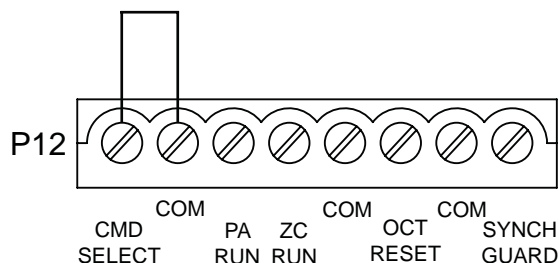 P12
CMD
SELECT
COM
PA
RUN
ZC
RUN
COM
OCT
RESET
COM
SYNCH
GUARD